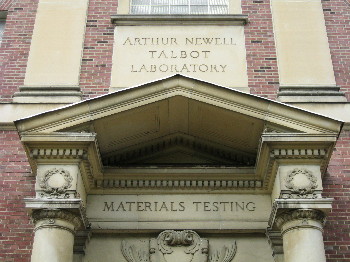 ARTHUR NEWELL
TALBOT
LABORATORY
MATERIALS TESTING